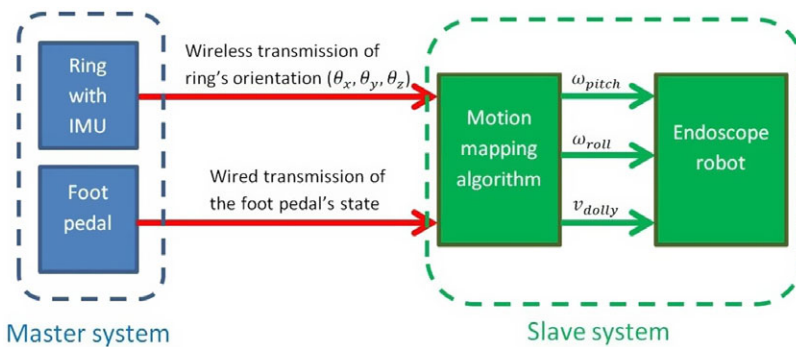 Ring
with
IMU
Wireless transmission of
ring's orientation (θx, θy, θz)
Foot
pedal
Wired transmission of
the foot pedal's state
Motion
mapping
algorithm
ωpitch
ωroll
vdolly
Endoscope
robot
Master system
Slave system